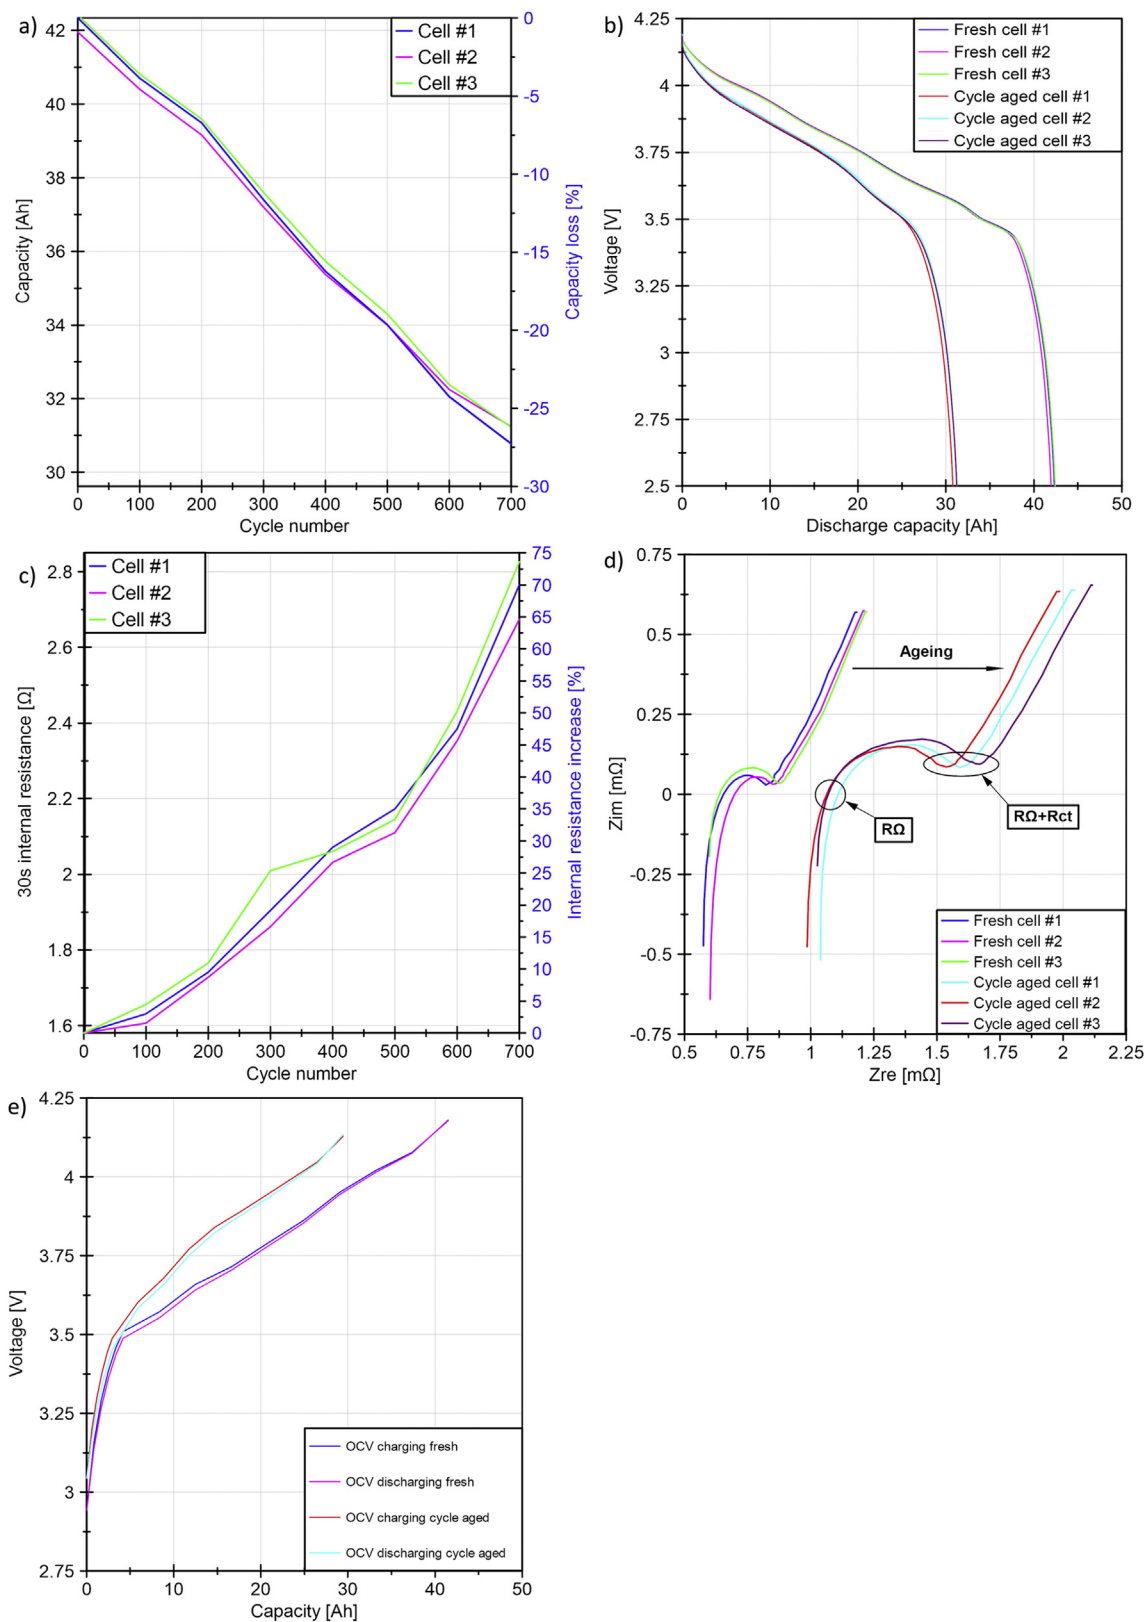 a)
42
40
38
36
34
32
30
Capacity [Ah]
0
-5
-10
-15
-20
-25
-30
Capacity loss [%]
Cell #1
Cell #2
Cell #3
0 100 200 300 400 500 600 700
Cycle number
b)
4.25
4
3.75
3.5
3.25
3
2.75
2.5
Voltage [V]
Fresh cell #1
Fresh cell #2
Fresh cell #3
Cycle aged cell #1
Cycle aged cell #2
Cycle aged cell #3
0 10 20 30 40 50
Discharge capacity [Ah]
c)
2.8
2.6
2.4
2.2
2
1.8
1.6
30s internal resistance [Ω]
Cell #1
Cell #2
Cell #3
75
70
65
60
55
50
45
40
35
30
25
20
15
10
5
0
Internal resistance increase [%]
0 100 200 300 400 500 600 700
Cycle number
d)
0.75
0.5
0.25
0
-0.25
-0.5
-0.75
Zim [mΩ]
Ageing
RΩ
RΩ+Rct
Fresh cell #1
Fresh cell #2
Fresh cell #3
Cycle aged cell #1
Cycle aged cell #2
Cycle aged cell #3
0.5 0.75 1 1.25 1.5 1.75 2 2.25
Zre [mΩ]
e)
4.25
4
3.75
3.5
3.25
3
2.75
Voltage [V]
OCV charging fresh
OCV discharging fresh
OCV charging cycle aged
OCV discharging cycle aged
0 10 20 30 40 50
Capacity [Ah]